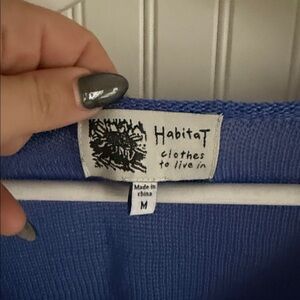 HabitaT
clothes
to live in
Made in
china
M